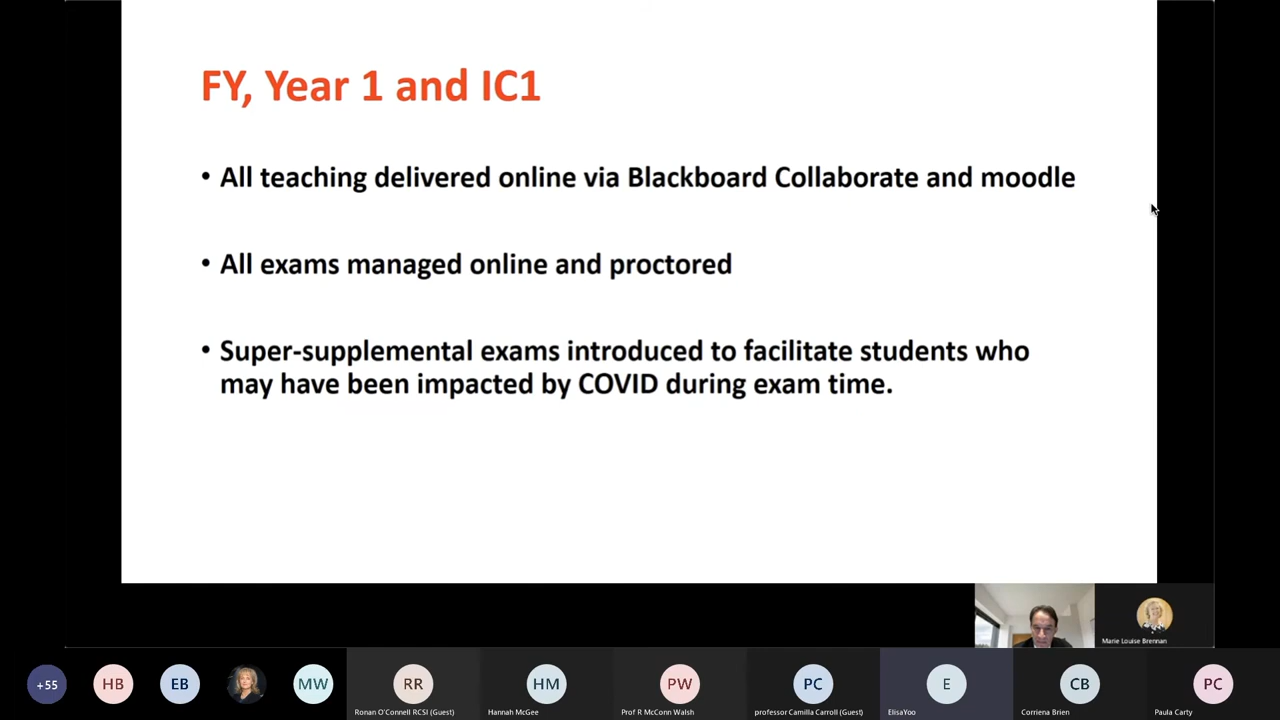 FY, Year 1 and IC1
• All teaching delivered online via Blackboard Collaborate and moodle
• All exams managed online and proctored
• Super-supplemental exams introduced to facilitate students who
may have been impacted by COVID during exam time.
Marie Louise Brennan
+55
HB
EB
MW
RR
HM
PW
PC
E
CB
PC
Ronan O'Connell RCSI (Guest)
Hannah McGee
Prof R McConn Walsh
professor Camilla Carroll (Guest)
ElisaYoo
Corriena Brien
Paula Carty